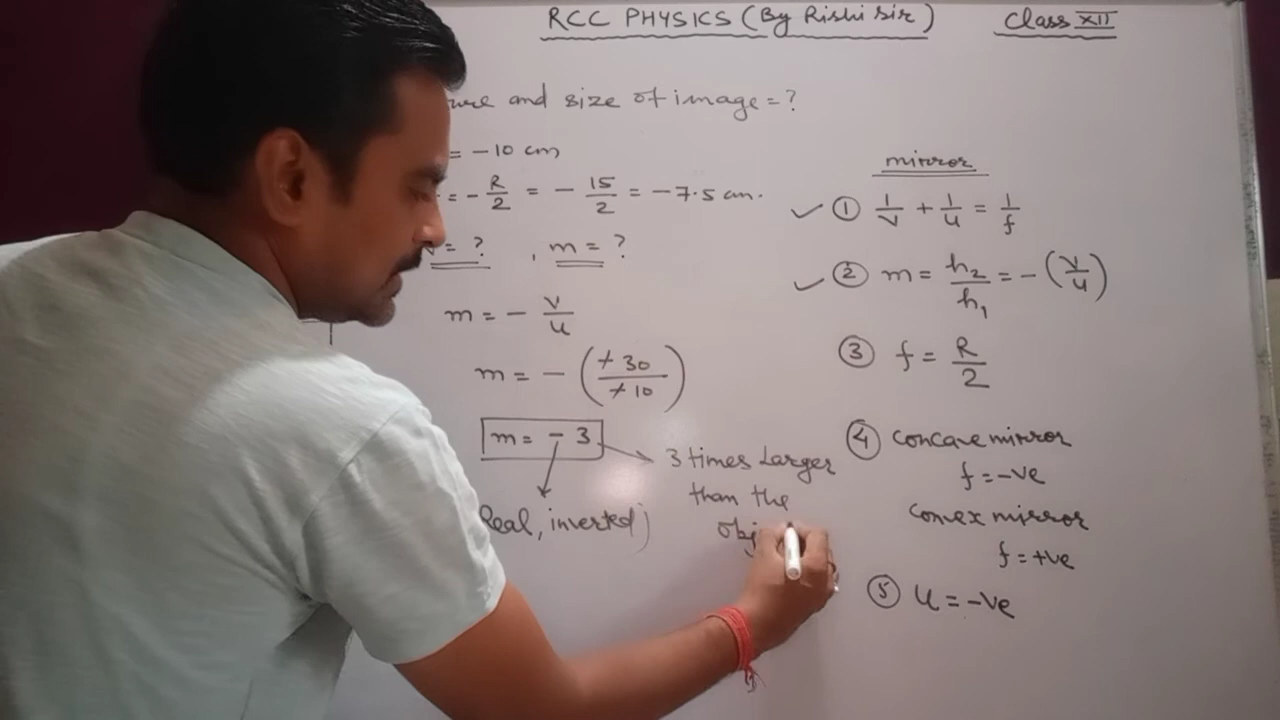 RCC PHYSICS (By Rishi Sir)
Class XII
and size of image = ?
= -10 cm
= - R/2 = - 15/2 = -7.5 cm.
v = ? , m = ?
m = - v/u
m = - (+30/+10)
m = - 3
3 times Larger
than the
obj
Real, inverted)
mirror
✓ ① 1/v + 1/u = 1/f
✓ ② m = h2/h1 = - (v/u)
③ f = R/2
④ Concave mirror
f = -ve
Convex mirror
f = +ve
⑤ u = -ve